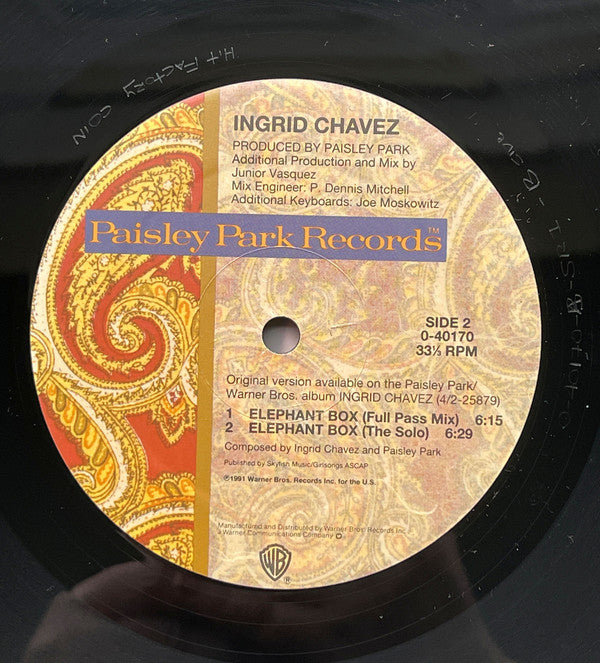 Hit Factory COIN
INGRID CHAVEZ
PRODUCED BY PAISLEY PARK
Additional Production and Mix by
Junior Vasquez
Mix Engineer: P. Dennis Mitchell
Additional Keyboards: Joe Moskowitz
Paisley Park Records™
SIDE 2
0-40170
33⅓ RPM
Original version available on the Paisley Park/
Warner Bros. album INGRID CHAVEZ (4/2-25879)
1 ELEPHANT BOX (Full Pass Mix) 6:15
2 ELEPHANT BOX (The Solo) 6:29
Composed by Ingrid Chavez and Paisley Park
Published by Skyfish Music/Girlsongs ASCAP
℗1991 Warner Bros. Records Inc. for the U.S.
Manufactured and Distributed by Warner Bros. Records Inc.
a Warner Communications Company
WB
®